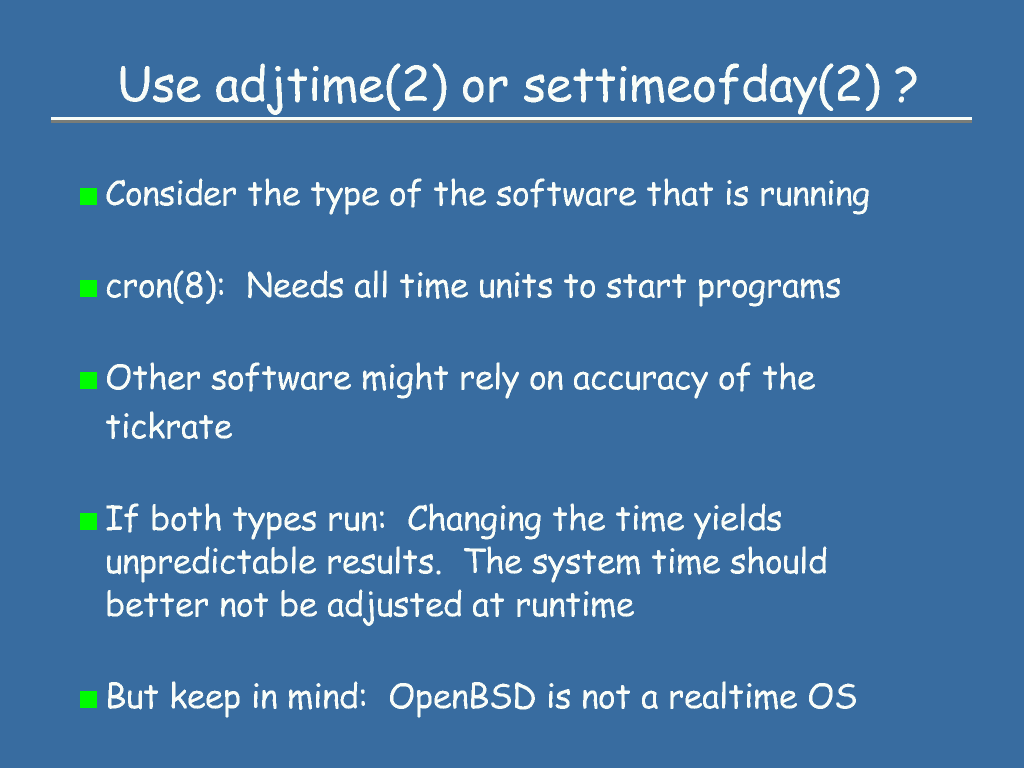 Use adjtime(2) or settimeofday(2) ?
Consider the type of the software that is running
cron(8):  Needs all time units to start programs
Other software might rely on accuracy of the
tickrate
If both types run:  Changing the time yields
unpredictable results.  The system time should
better not be adjusted at runtime
But keep in mind:  OpenBSD is not a realtime OS